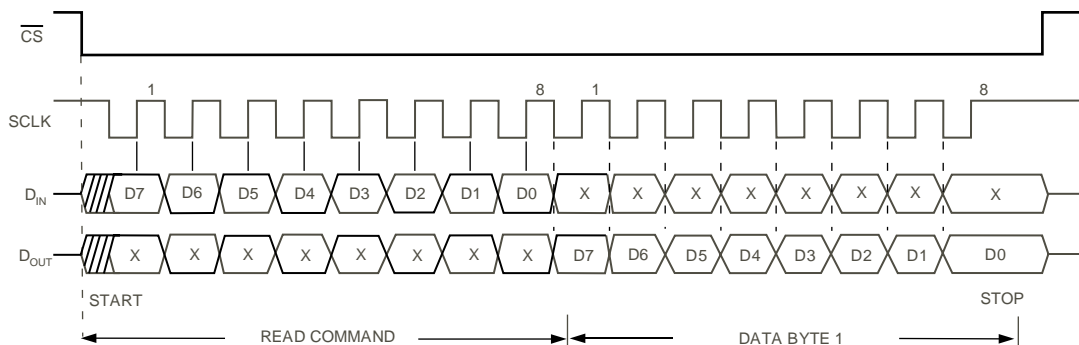 CS
1 8 1 8
SCLK
D7 D6 D5 D4 D3 D2 D1 D0 X X X X X X X X
DIN
X X X X X X X X D7 D6 D5 D4 D3 D2 D1 D0
DOUT
START STOP
READ COMMAND DATA BYTE 1